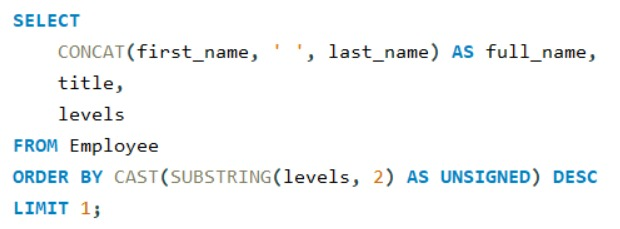 SELECT
    CONCAT(first_name, ' ', last_name) AS full_name,
    title,
    levels
FROM Employee
ORDER BY CAST(SUBSTRING(levels, 2) AS UNSIGNED) DESC
LIMIT 1;